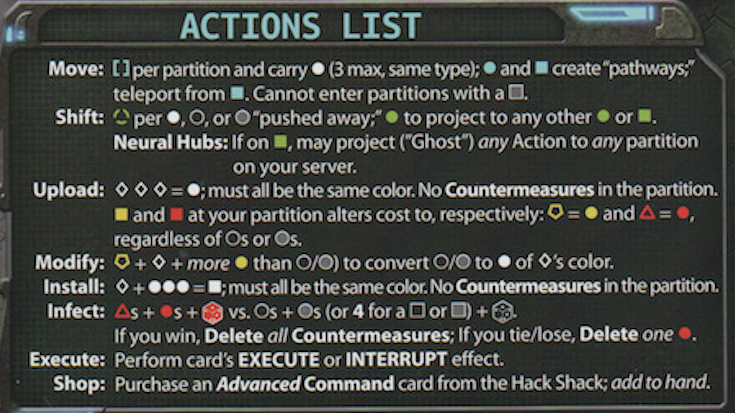 ACTIONS LIST
Move: [] per partition and carry ● (3 max, same type); ● and ■ create "pathways;"
teleport from ■. Cannot enter partitions with a ■.
Shift: △ per ●, ○, or ● "pushed away;" ● to project to any other ● or ■.
Neural Hubs: If on ■, may project ("Ghost") any Action to any partition
on your server.
Upload: ◇ ◇ ◇ = ●; must all be the same color. No Countermeasures in the partition.
■ and ■ at your partition alters cost to, respectively: ⬠ = ● and △ = ●,
regardless of ○s or ●s.
Modify: ⬠ + ◇ + more ● than ○/●) to convert ○/● to ● of ◇'s color.
Install: ◇ + ●●● = ■; must all be the same color. No Countermeasures in the partition.
Infect: △s + ●s + ⬢ vs. ○s + ●s (or 4 for a □ or ■) + ⬢.
If you win, Delete all Countermeasures; If you tie/lose, Delete one ●.
Execute: Perform card's EXECUTE or INTERRUPT effect.
Shop: Purchase an Advanced Command card from the Hack Shack; add to hand.